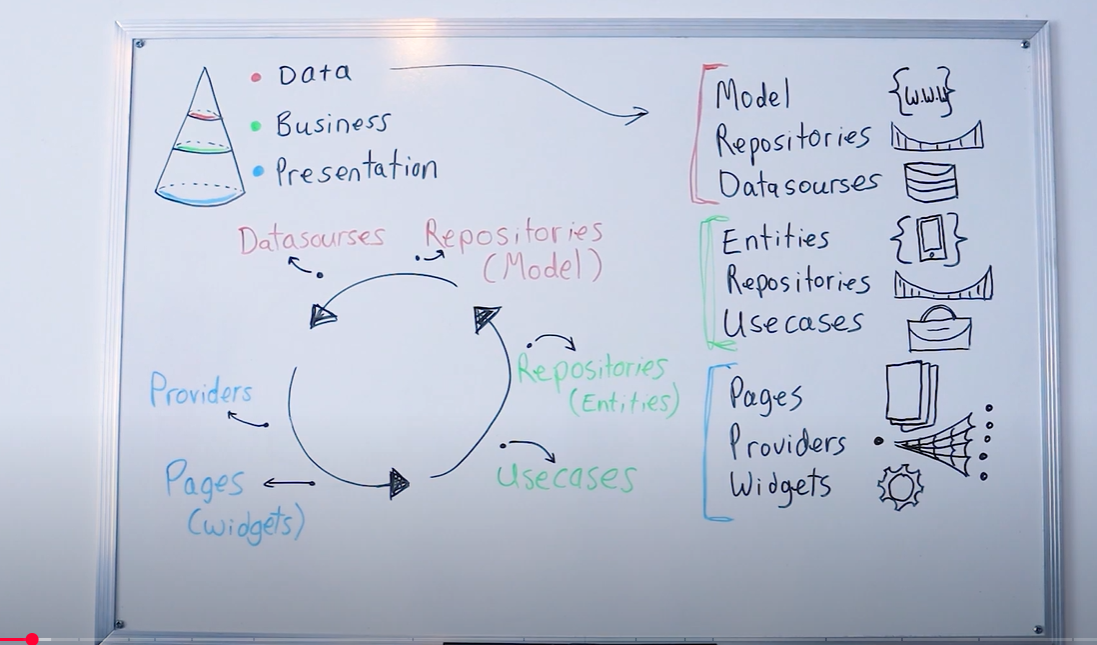 Data
Business
Presentation
Model
{w.w.w}
Repositories
Datasourses
Entities
Repositories
Usecases
Pages
Providers
Widgets
Datasourses
Repositories
(Model)
Repositories
(Entities)
Usecases
Providers
Pages
(widgets)